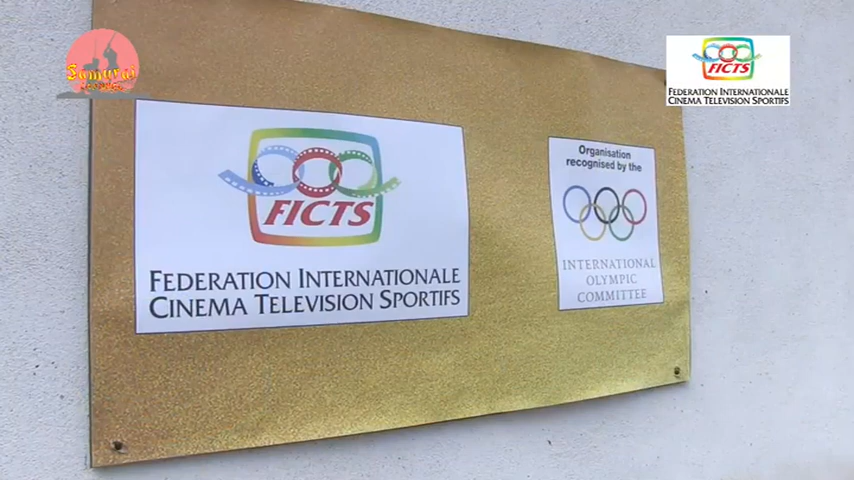 Samurai
FICTS
FEDERATION INTERNATIONALE
CINEMA TELEVISION SPORTIFS
FICTS
FEDERATION INTERNATIONALE
CINEMA TELEVISION SPORTIFS
Organisation
recognised by the
INTERNATIONAL
OLYMPIC
COMMITTEE